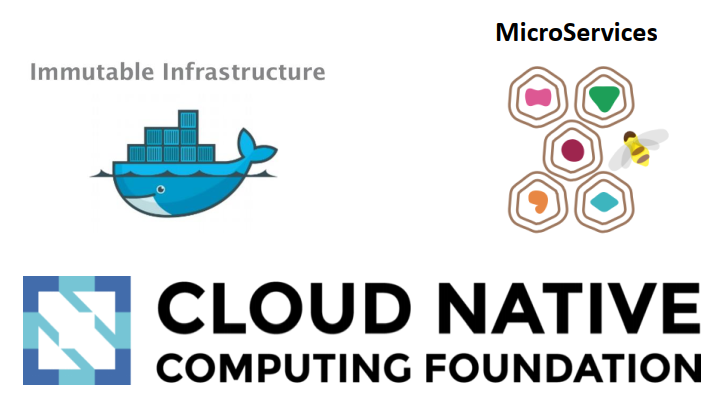 MicroServices
Immutable Infrastructure
CLOUD NATIVE
COMPUTING FOUNDATION